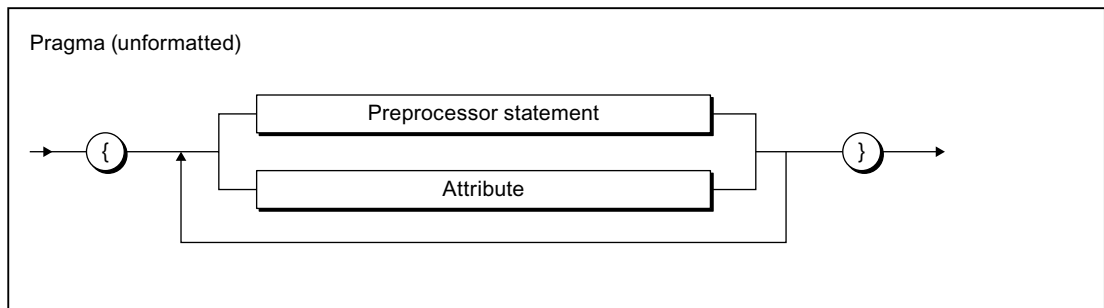 Pragma (unformatted)
Preprocessor statement
{
}
Attribute